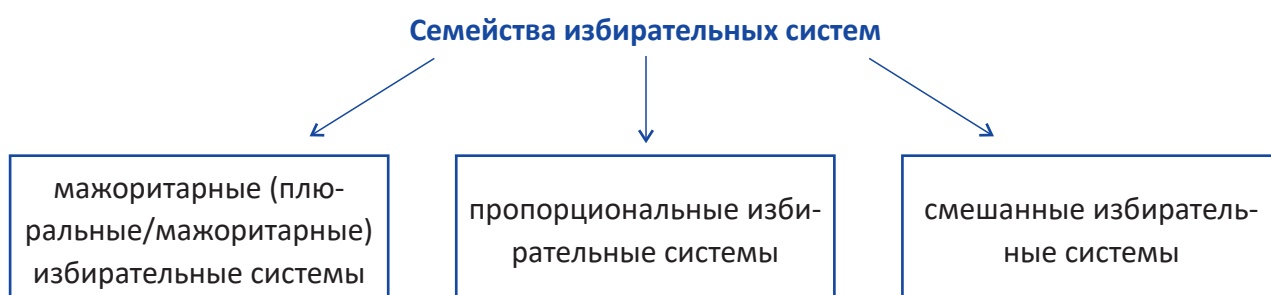 Семейства избирательных систем
мажоритарные (плю-
ральные/мажоритарные)
избирательные системы
пропорциональные изби-
рательные системы
смешанные избиратель-
ные системы